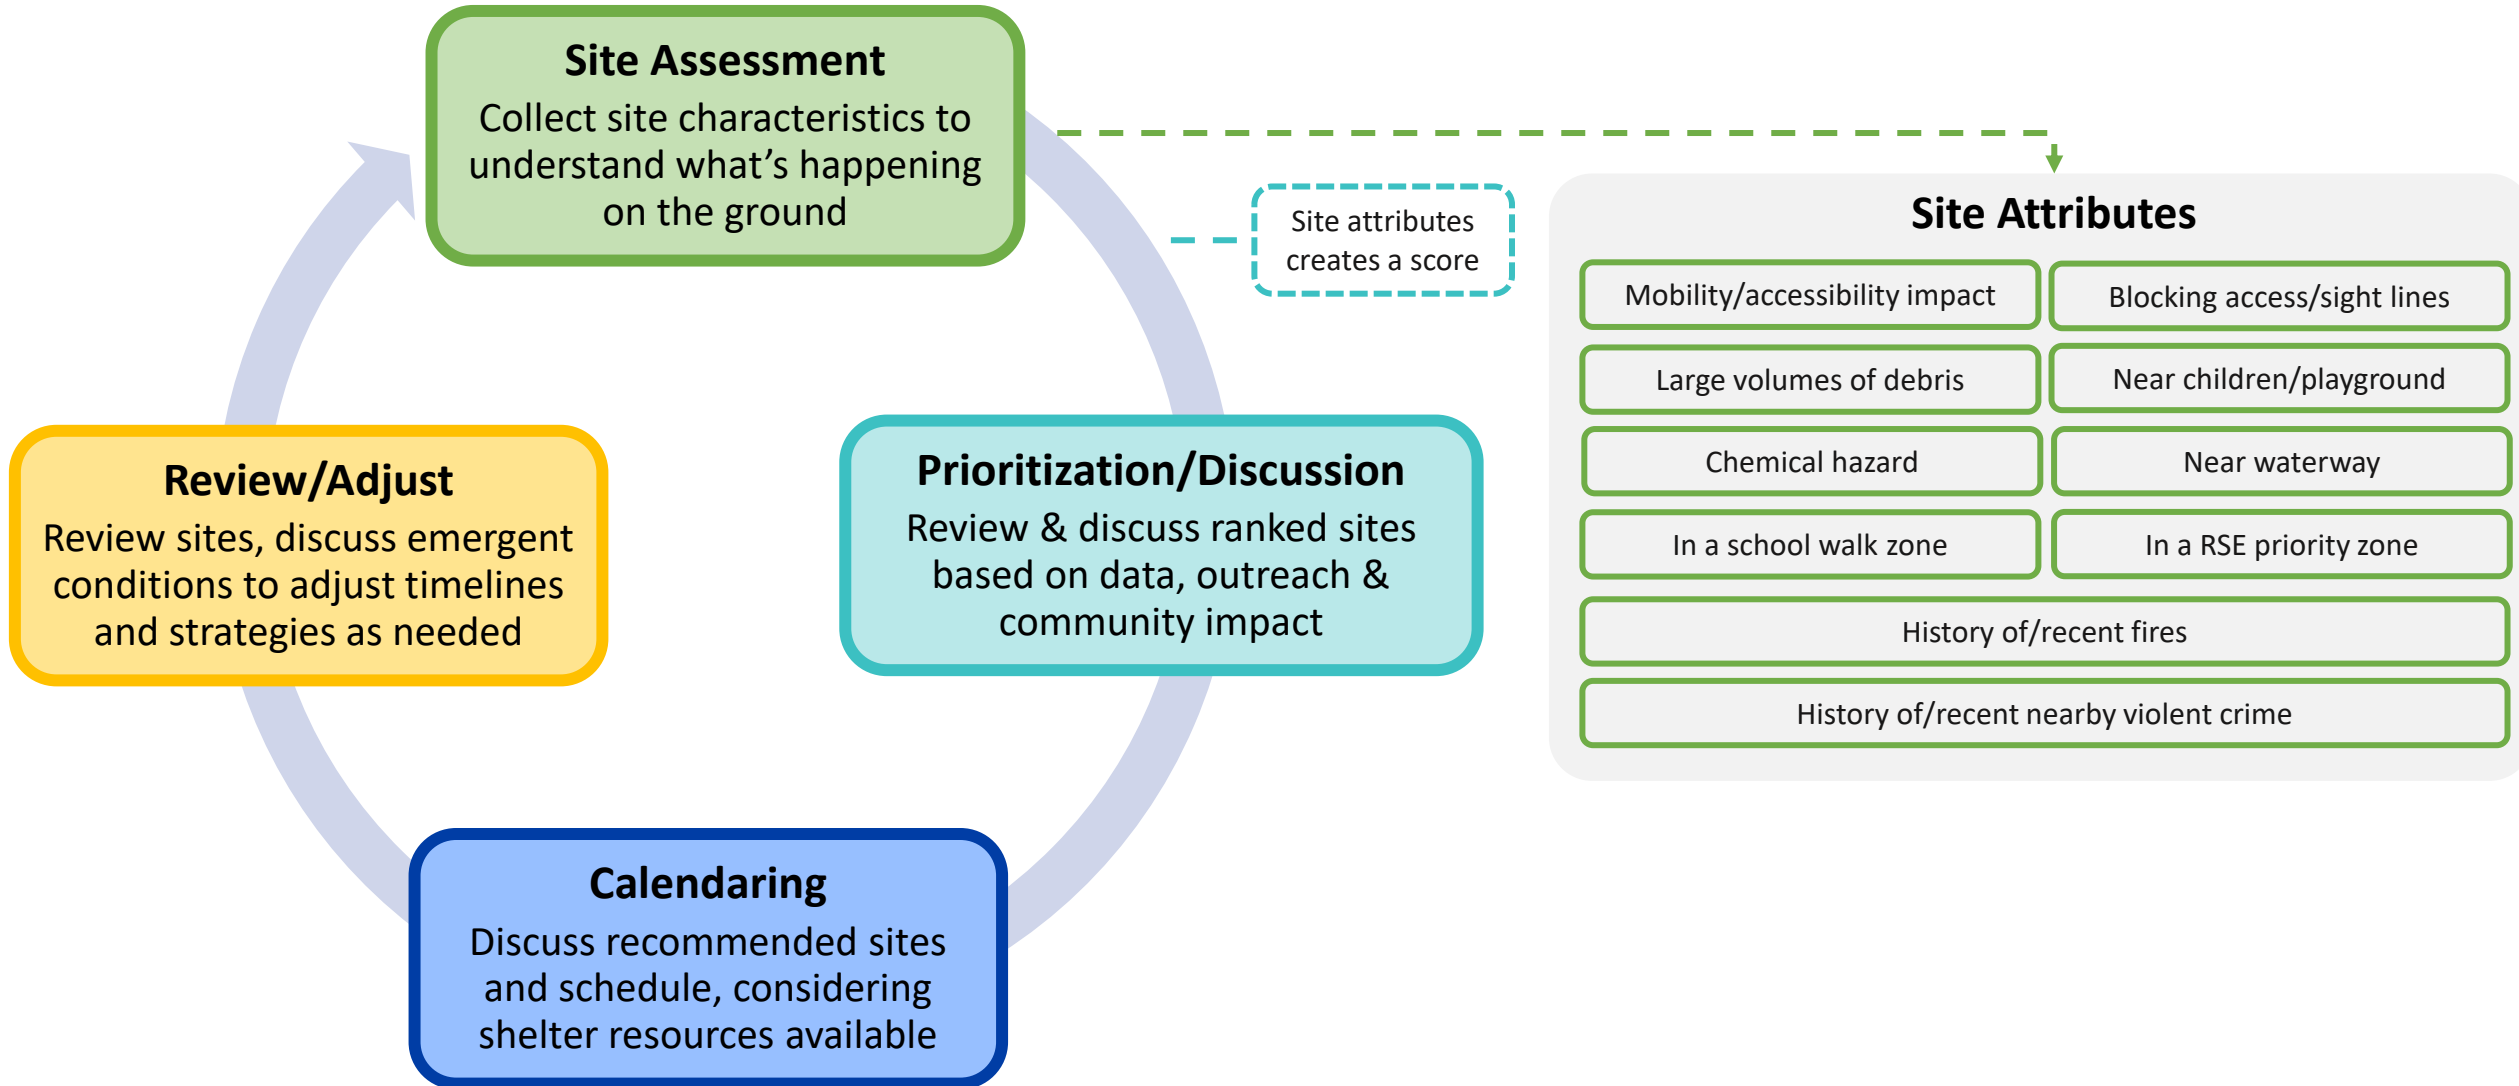 Site Assessment
Collect site characteristics to
understand what’s happening
on the ground
Site attributes
creates a score
Prioritization/Discussion
Review & discuss ranked sites
based on data, outreach &
community impact
Calendaring
Discuss recommended sites
and schedule, considering
shelter resources available
Review/Adjust
Review sites, discuss emergent
conditions to adjust timelines
and strategies as needed
Site Attributes
Mobility/accessibility impact
Blocking access/sight lines
Large volumes of debris
Near children/playground
Chemical hazard
Near waterway
In a school walk zone
In a RSE priority zone
History of/recent fires
History of/recent nearby violent crime